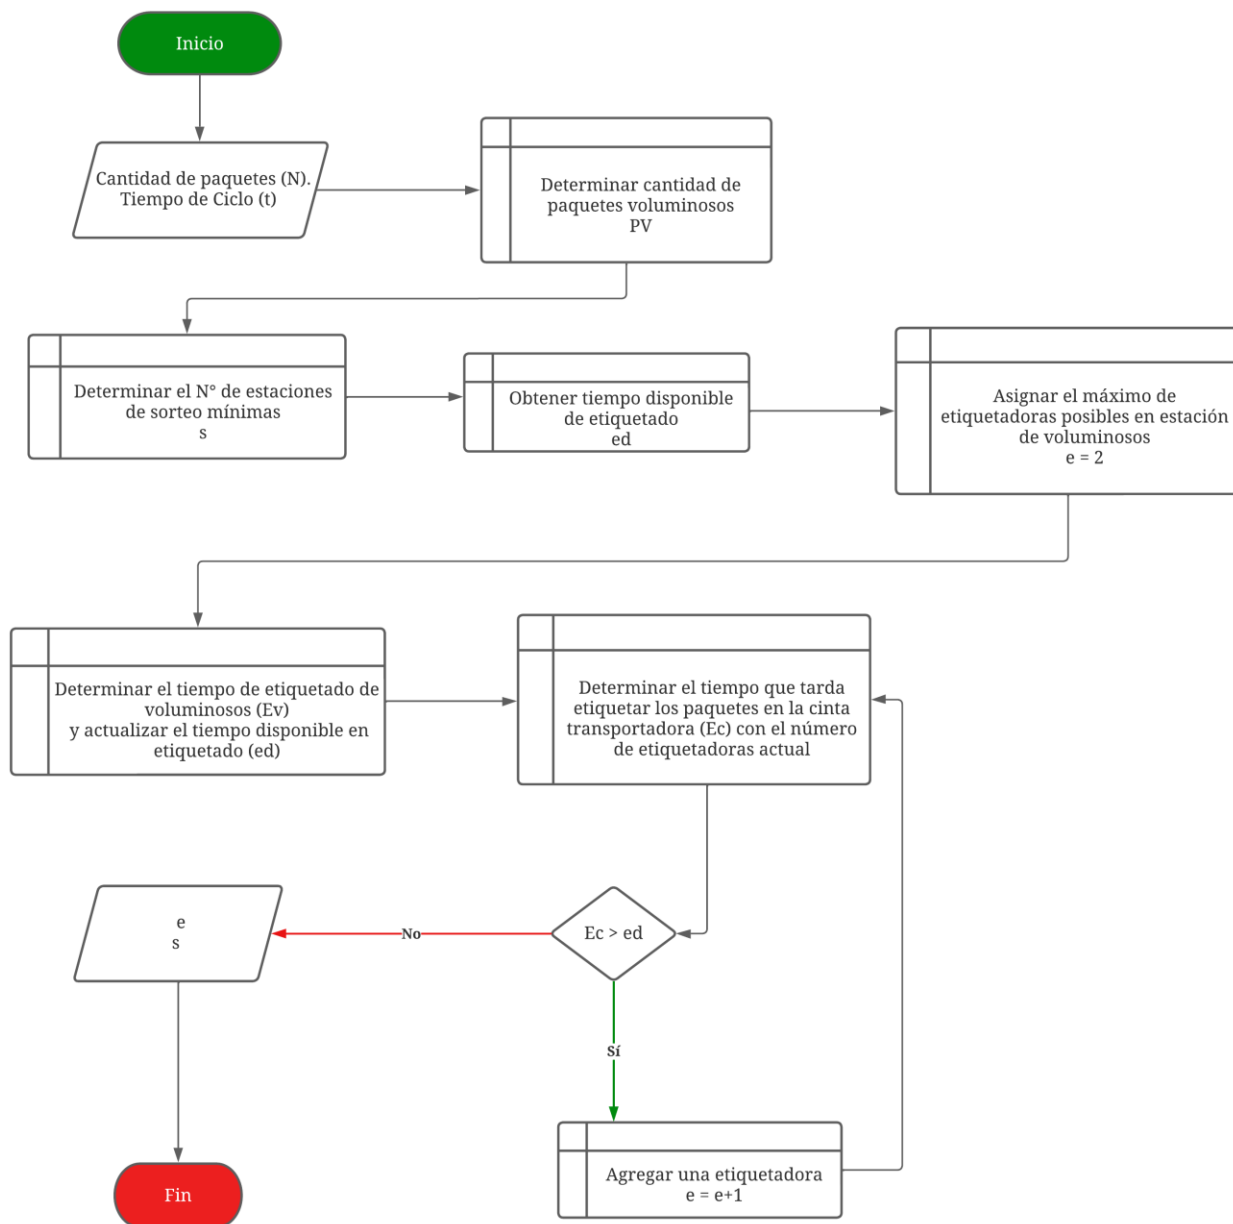 Inicio
Cantidad de paquetes (N).
Tiempo de Ciclo (t)
Determinar cantidad de
paquetes voluminosos
PV
Determinar el N° de estaciones
de sorteo mínimas
s
Obtener tiempo disponible
de etiquetado
ed
Asignar el máximo de
etiquetadoras posibles en estación
de voluminosos
e = 2
Determinar el tiempo de etiquetado de
voluminosos (Ev)
y actualizar el tiempo disponible en
etiquetado (ed)
Determinar el tiempo que tarda
etiquetar los paquetes en la cinta
transportadora (Ec) con el número
de etiquetadoras actual
Ec > ed
No
e
s
Sí
Agregar una etiquetadora
e = e+1
Fin